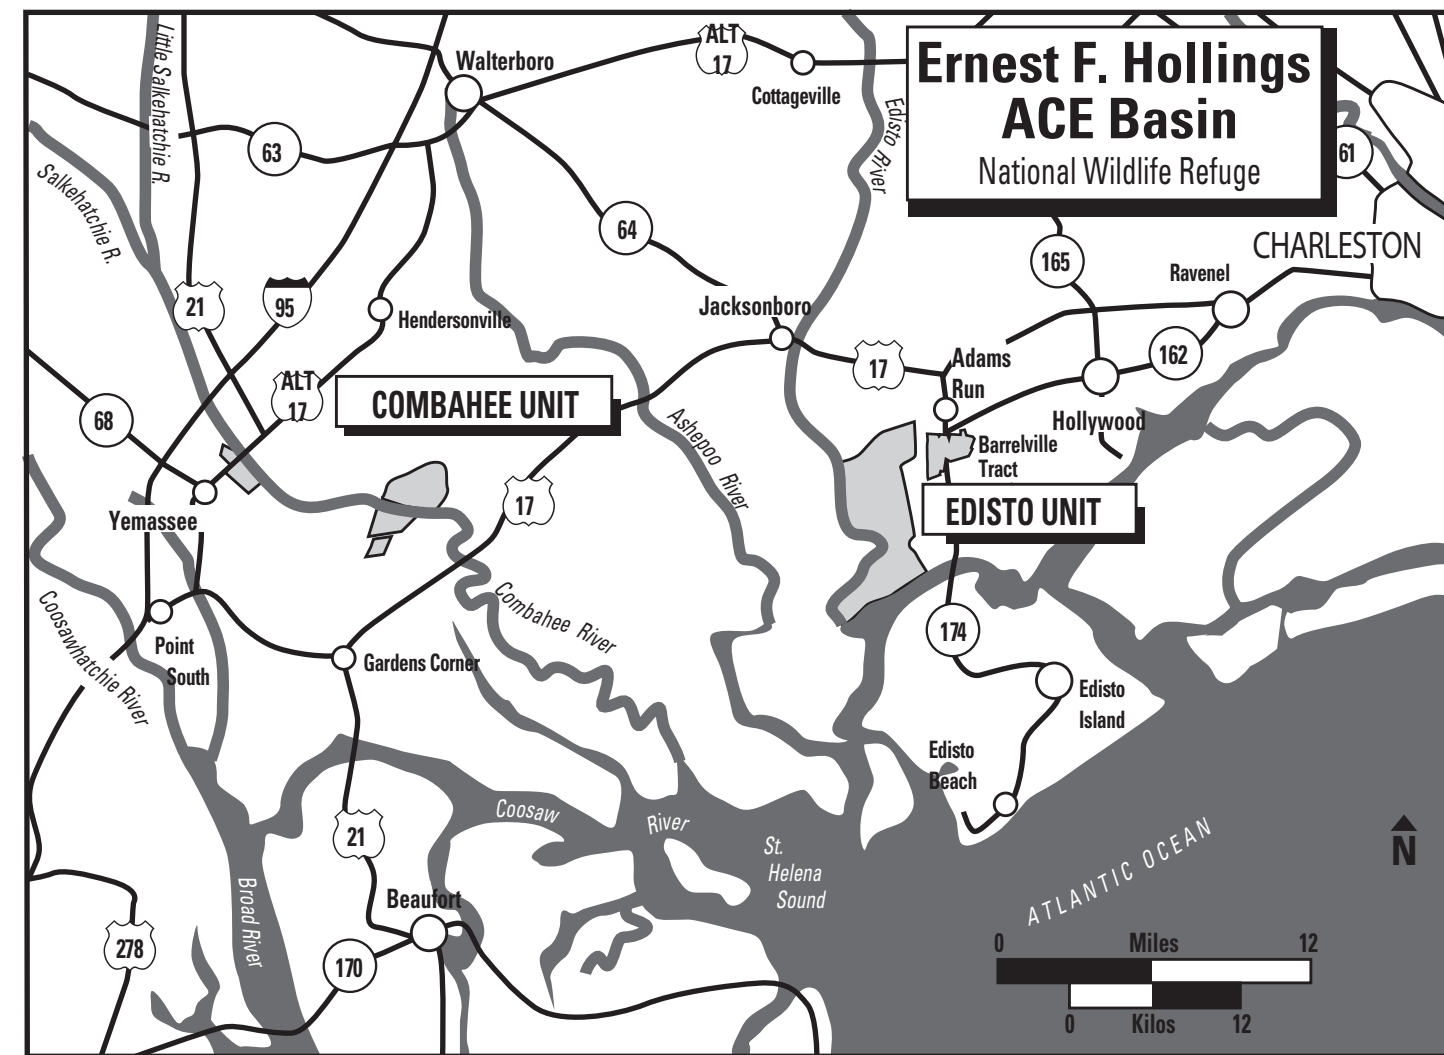 Ernest F. Hollings
ACE Basin
National Wildlife Refuge
Little Salkehatchie R.
Walterboro
ALT
17
Cottageville
Edisto River
61
63
Salkehatchie R.
64
165
CHARLESTON
Ravenel
21
95
Hendersonville
Jacksonboro
17
Adams
Run
162
ALT
17
68
COMBAHEE UNIT
Ashepoo River
Hollywood
Barrelville
Tract
17
EDISTO UNIT
Yemassee
Coosawhatchie River
Combahee River
174
Point
South
Gardens Corner
Edisto
Island
Edisto
Beach
Coosaw
River
21
St.
Helena
Sound
ATLANTIC OCEAN
N
Broad River
Beaufort
278
170
0 Miles 12
0 Kilos 12